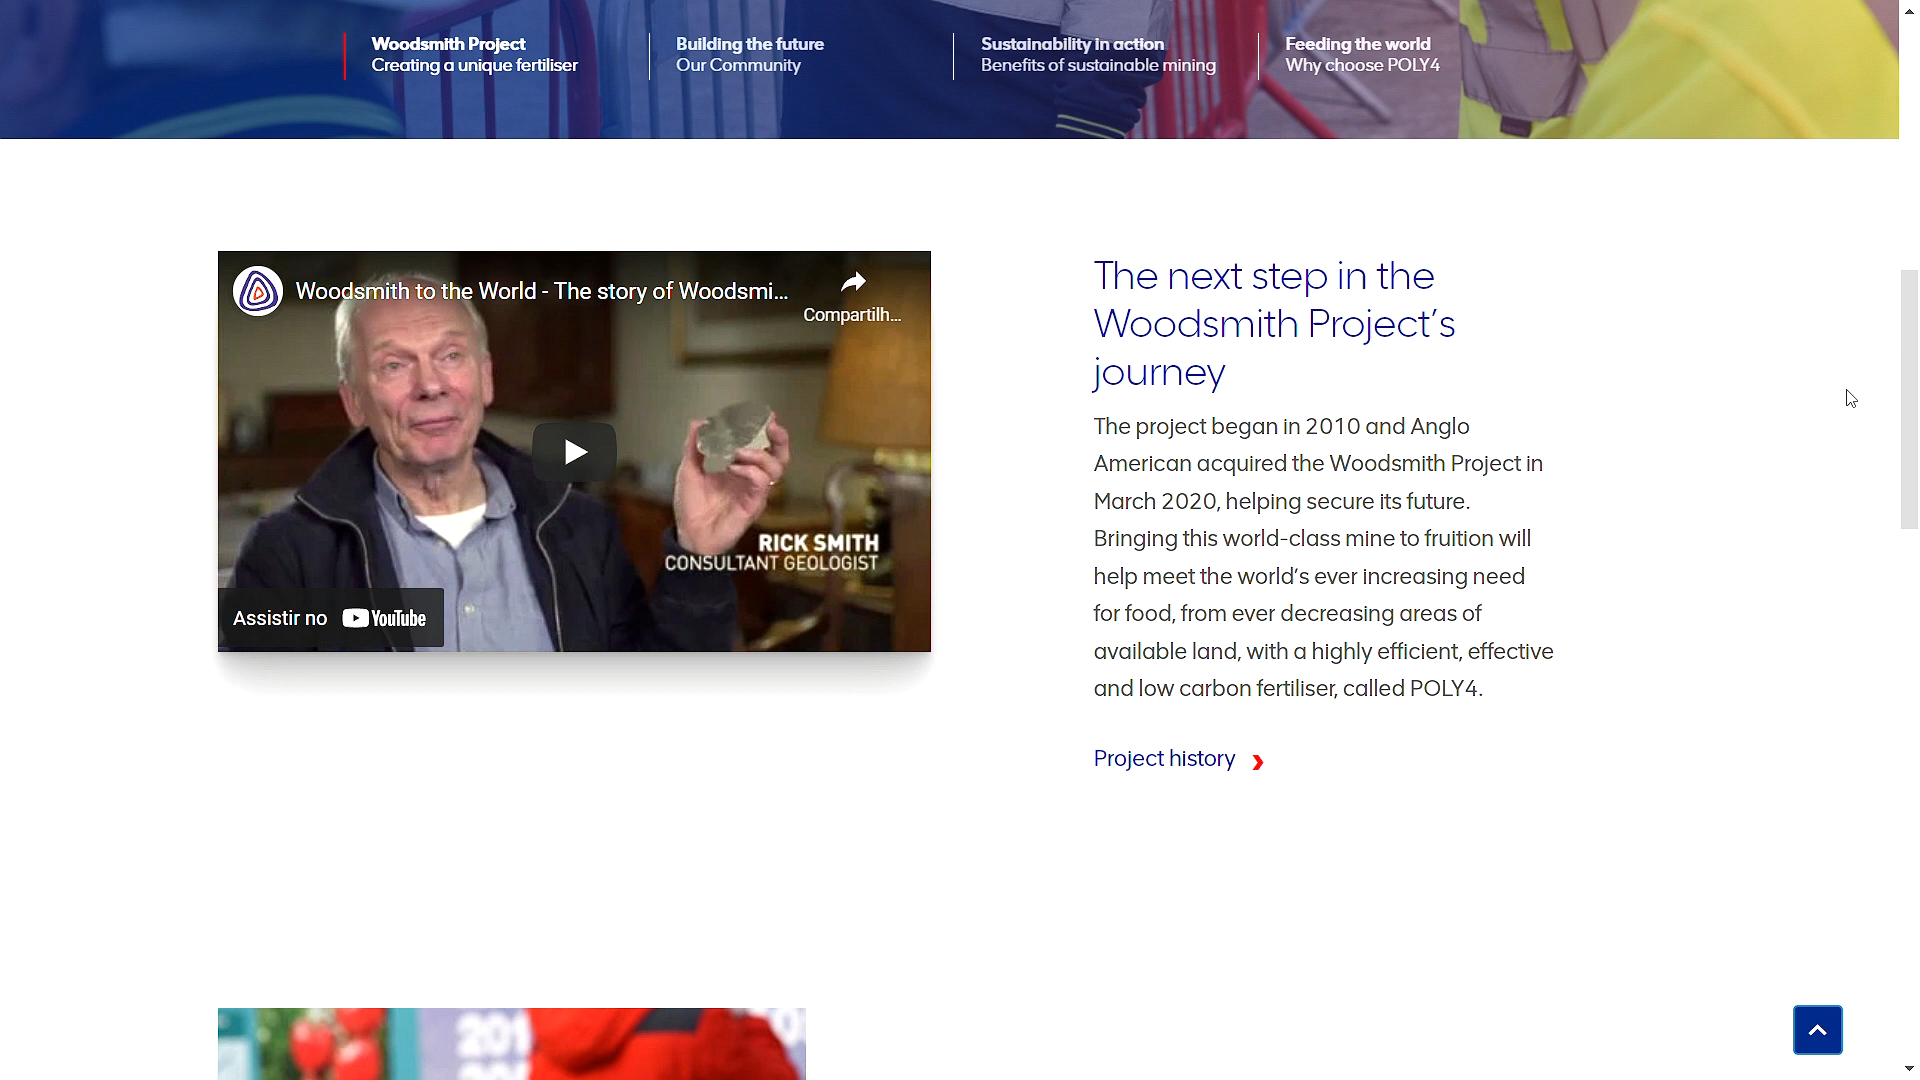 Woodsmith Project
Creating a unique fertiliser
Building the future
Our Community
Sustainability in action
Benefits of sustainable mining
Feeding the world
Why choose POLY4
Woodsmith to the World - The story of Woodsmi...
Compartilh...
RICK SMITH
CONSULTANT GEOLOGIST
Assistir no YouTube
The next step in the
Woodsmith Project’s
journey
The project began in 2010 and Anglo
American acquired the Woodsmith Project in
March 2020, helping secure its future.
Bringing this world-class mine to fruition will
help meet the world’s ever increasing need
for food, from ever decreasing areas of
available land, with a highly efficient, effective
and low carbon fertiliser, called POLY4.
Project history